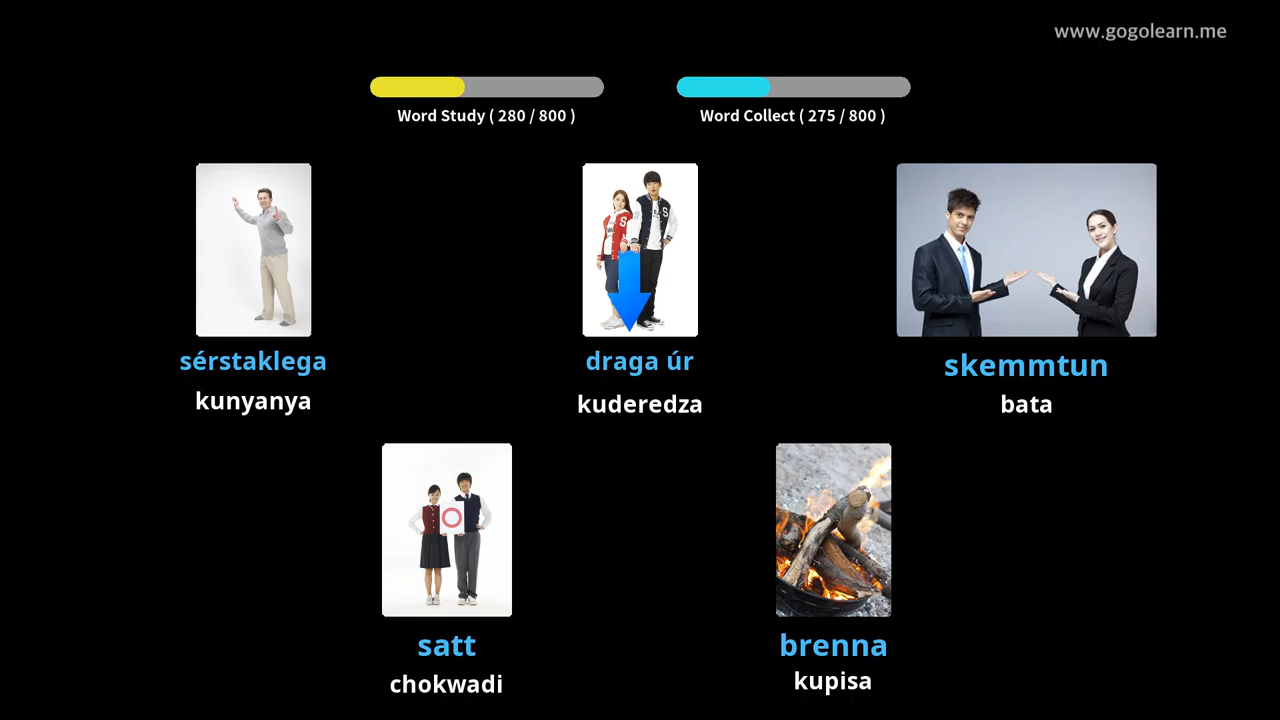 www.gogolearn.me
Word Study ( 280 / 800 )
Word Collect ( 275 / 800 )
S
S
sérstaklega
draga úr
skemmtun
kunyanya
kuderedza
bata
satt
brenna
chokwadi
kupisa